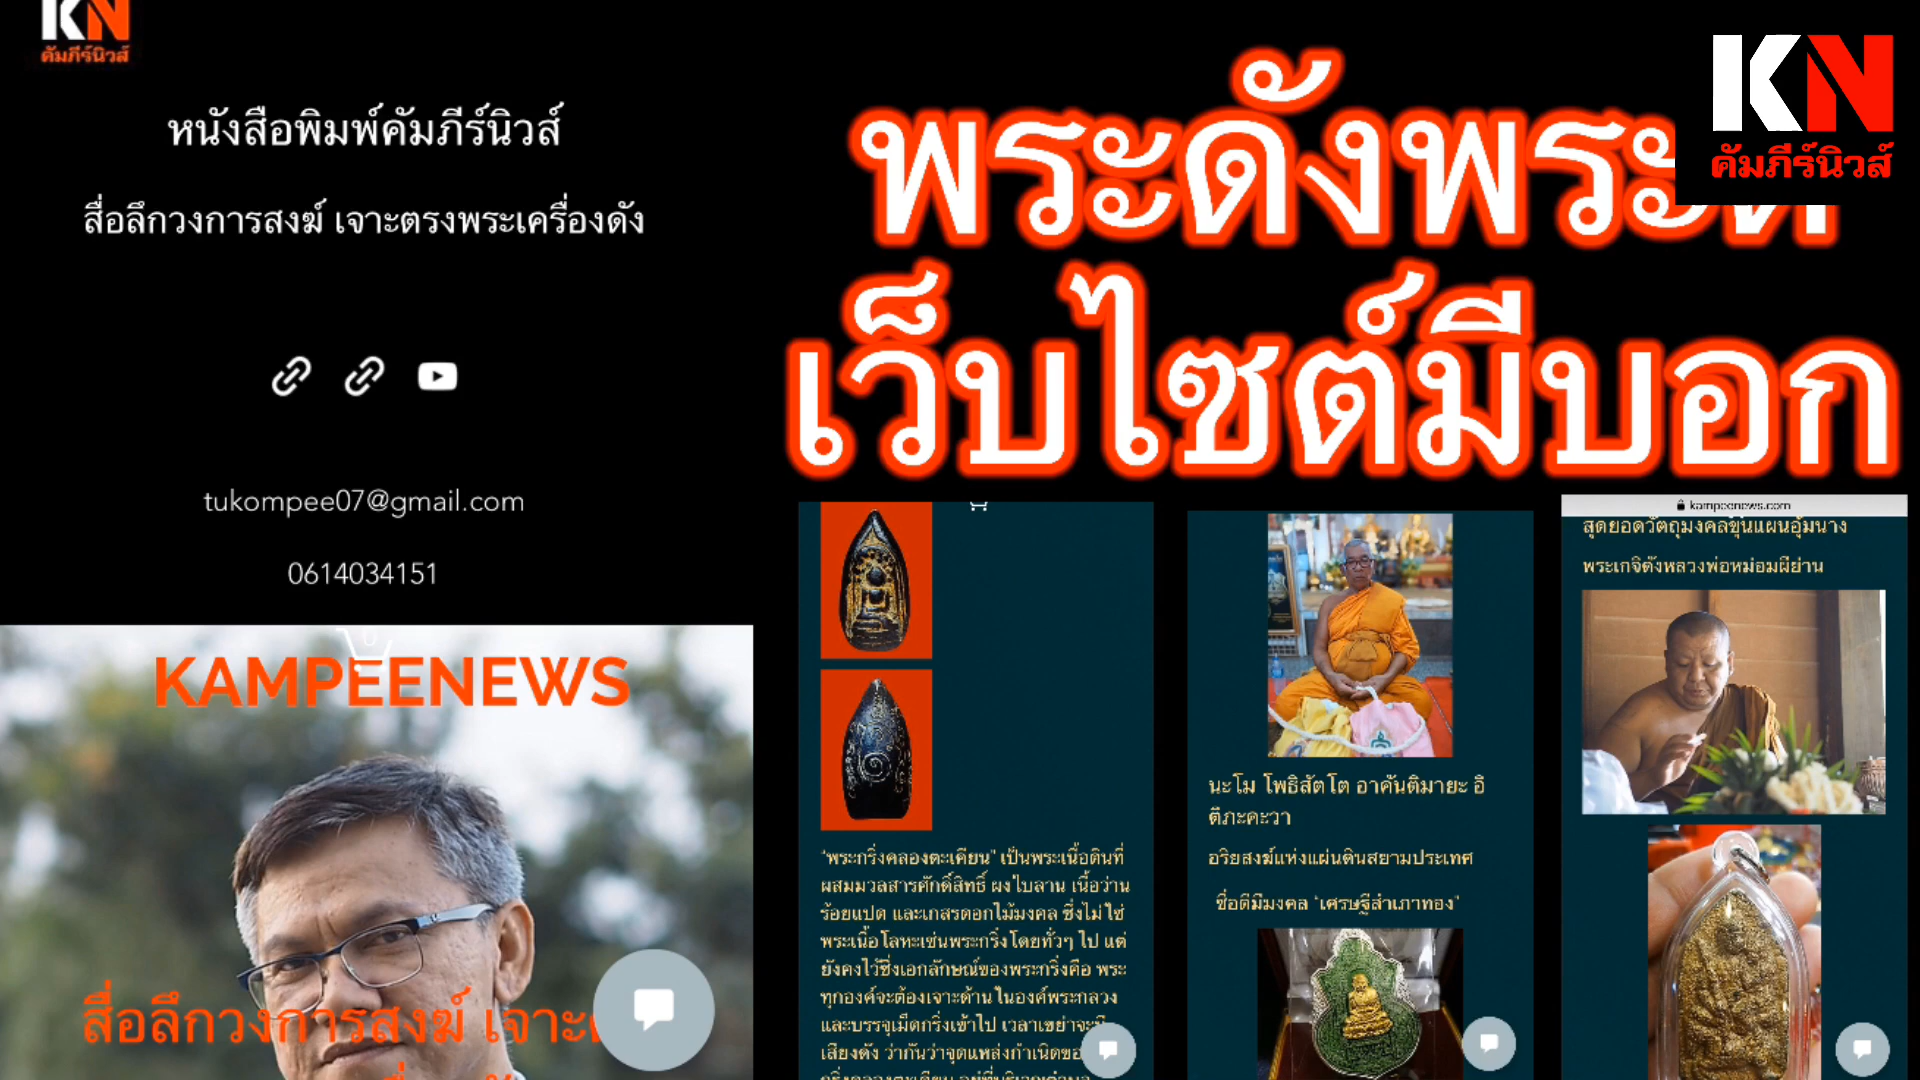 KN
คัมภีร์นิวส์
หนังสือพิมพ์คัมภีร์นิวส์
สื่อลึกวงการสงฆ์ เจาะตรงพระเครื่องดัง
tukompee07@gmail.com
0614034151
KAMPEENEWS
สื่อลึกวงการสงฆ์ เจาะ
พระดังพระ
เว็บไซต์มีบอก
KN
คัมภีร์นิวส์
"พระกริ่งคลองตะเคียน" เป็นพระเนื้อดินที่
ผสมมวลสารศักดิ์สิทธิ์ ผงใบลาน เนื้อว่าน
ร้อยแปด และเกสรดอกไม้มงคล ซึ่งไม่ใช่
พระเนื้อโลหะเช่นพระกริ่งโดยทั่วๆ ไป แต่
ยังคงไว้ซึ่งเอกลักษณ์ของพระกริ่งคือ พระ
ทุกองค์จะต้องเจาะด้านในองค์พระกลวง
และบรรจุเม็ดกริ่งเข้าไป เวลาเขย่าจะมี
เสียงดัง ว่ากันว่าจุดแหล่งกำเนิดขอ
นะโม โพธิสัตโต อาคันติมายะ อิ
ติภะคะวา
อริยสงฆ์แห่งแผ่นดินสยามประเทศ
ชื่อดีมีมงคล "เศรษฐีสำเภาทอง"
kampeenews.com
สุดยอดวัตถุมงคลขุนแผนอุ้มนาง
พระเกจิดังหลวงพ่อหม่อมผีย่าน